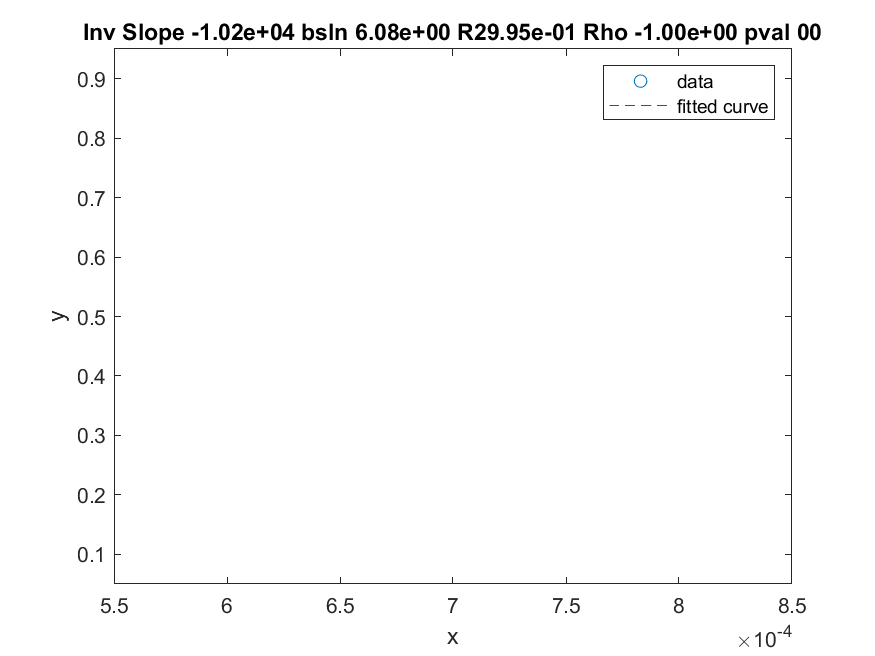 Inv Slope -1.02e+04 bsln 6.08e+00 R29.95e-01 Rho -1.00e+00 pval 00
data
fitted curve
0.9
0.8
0.7
0.6
0.5
0.4
0.3
0.2
0.1
y
5.5 6 6.5 7 7.5 8 8.5
x
×10⁻⁴